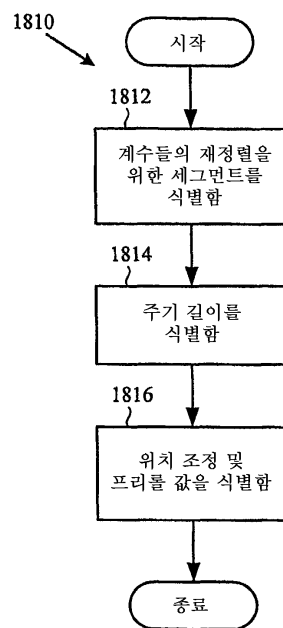 1810
시작
1812
계수들의 재정렬을
위한 세그먼트를
식별함
1814
주기 길이를
식별함
1816
위치 조정 및
프리롤 값을 식별함
종료